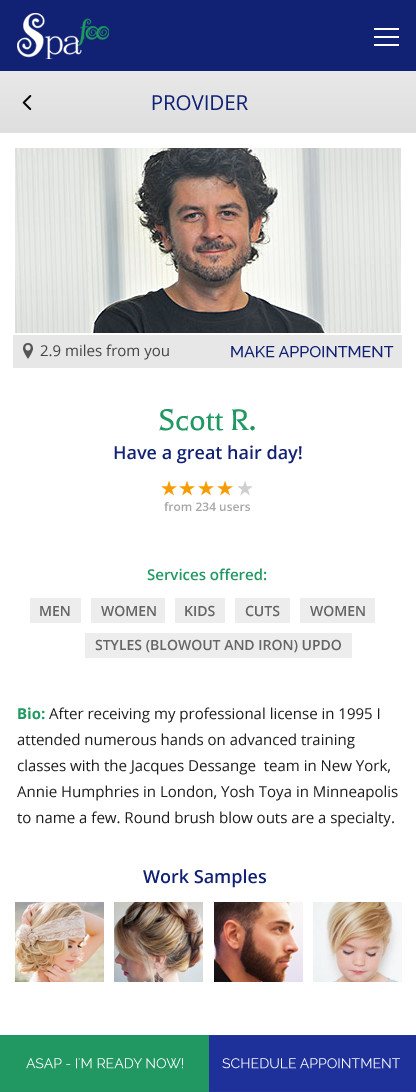 Spa foo
PROVIDER
2.9 miles from you
MAKE APPOINTMENT
Scott R.
Have a great hair day!
from 234 users
Services offered:
MEN WOMEN KIDS CUTS WOMEN
STYLES (BLOWOUT AND IRON) UPDO
Bio: After receiving my professional license in 1995 I
attended numerous hands on advanced training
classes with the Jacques Dessange team in New York,
Annie Humphries in London, Yosh Toya in Minneapolis
to name a few. Round brush blow outs are a specialty.
Work Samples
ASAP - I'M READY NOW!
SCHEDULE APPOINTMENT